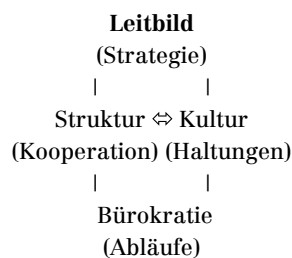 Leitbild
(Strategie)
| |
Struktur ⇔ Kultur
(Kooperation) (Haltungen)
| |
Bürokratie
(Abläufe)